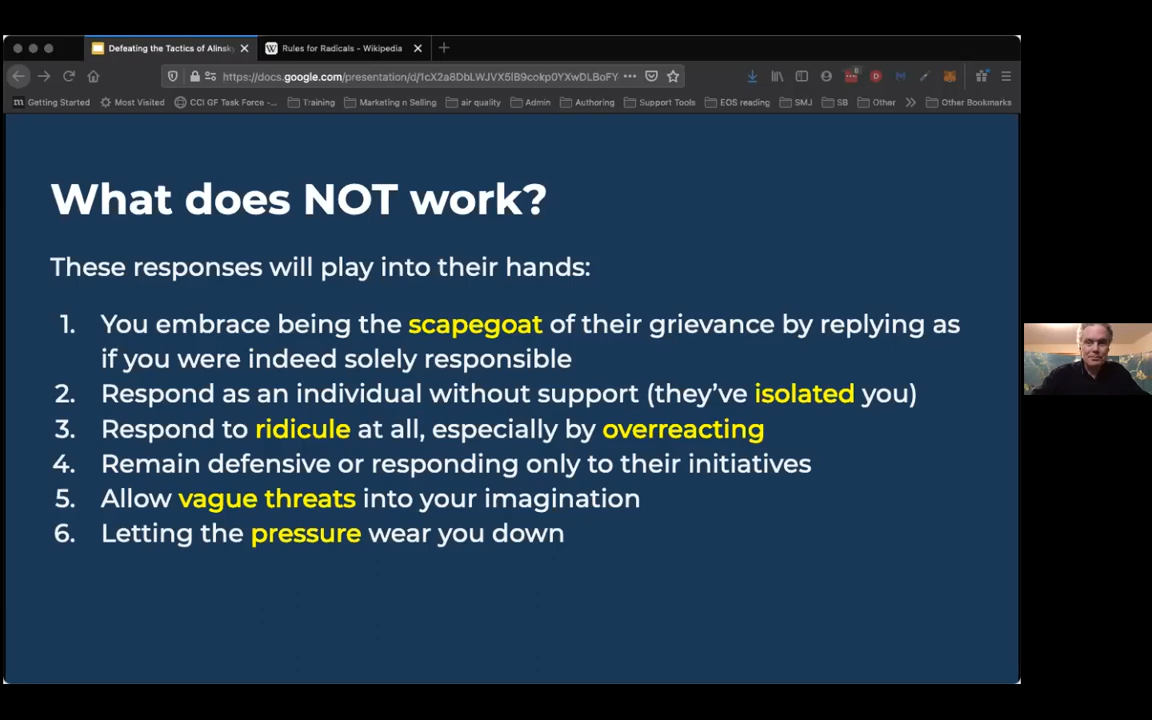 Defeating the Tactics of Alinsky
Rules for Radicals - Wikipedia
https://docs.google.com/presentation/d/1cX2a8DbLWJVX5IB9cokp0YXwDLBoFY
Getting Started Most Visited CCI GF Task Force -... Training Marketing n Selling air quality Admin Authoring Support Tools EOS reading SMJ SB Other Other Bookmarks
What does NOT work?
These responses will play into their hands:
1. You embrace being the scapegoat of their grievance by replying as
if you were indeed solely responsible
2. Respond as an individual without support (they’ve isolated you)
3. Respond to ridicule at all, especially by overreacting
4. Remain defensive or responding only to their initiatives
5. Allow vague threats into your imagination
6. Letting the pressure wear you down